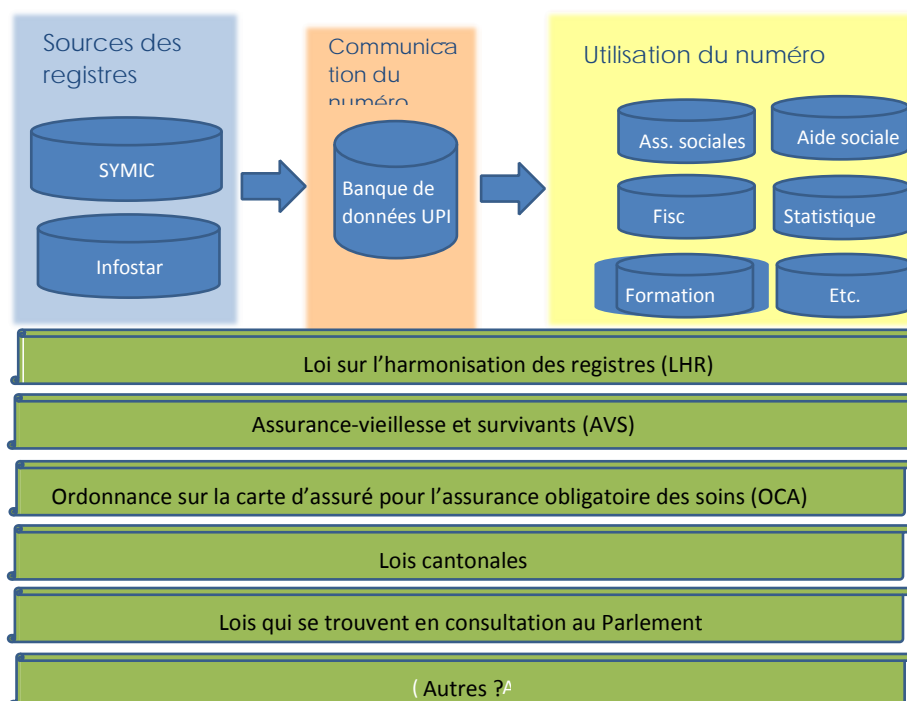 Sources des
registres
SYMIC
Infostar
Communica
tion du
numéro
Banque de
données UPI
Utilisation du numéro
Ass. sociales
Aide sociale
Fisc
Statistique
Formation
Etc.
Loi sur l’harmonisation des registres (LHR)
Assurance-vieillesse et survivants (AVS)
Ordonnance sur la carte d’assuré pour l’assurance obligatoire des soins (OCA)
Lois cantonales
Lois qui se trouvent en consultation au Parlement
( Autres ?A